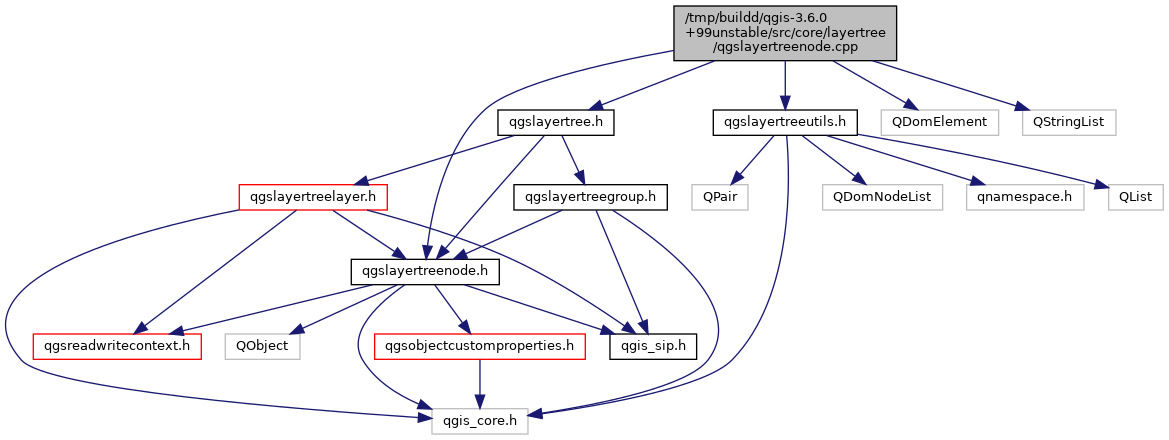 /tmp/buildd/qgis-3.6.0
+99unstable/src/core/layertree
/qgslayertreenode.cpp
qgslayertree.h
qgslayertreeutils.h
QDomElement
QStringList
qgslayertreelayer.h
qgslayertreegroup.h
QPair
QDomNodeList
qnamespace.h
QList
qgslayertreenode.h
qgsreadwritecontext.h
QObject
qgsobjectcustomproperties.h
qgis_sip.h
qgis_core.h